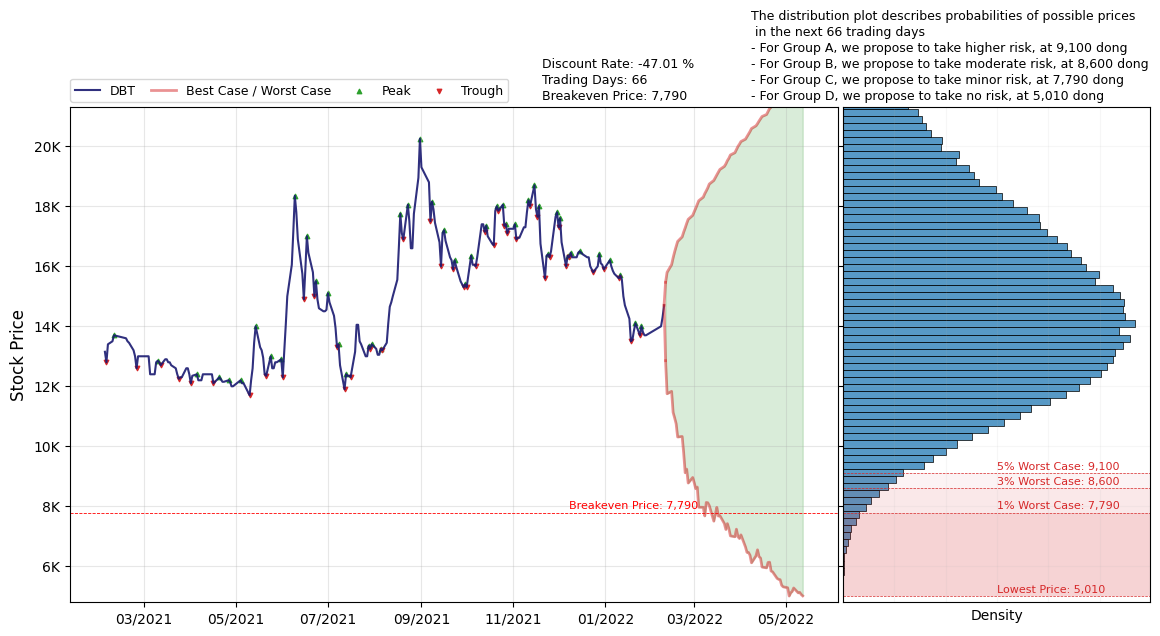 The distribution plot describes probabilities of possible prices
in the next 66 trading days
- For Group A, we propose to take higher risk, at 9,100 dong
- For Group B, we propose to take moderate risk, at 8,600 dong
- For Group C, we propose to take minor risk, at 7,790 dong
- For Group D, we propose to take no risk, at 5,010 dong
Discount Rate: -47.01 %
Trading Days: 66
Breakeven Price: 7,790
DBT
Best Case / Worst Case
Peak
Trough
Stock Price
20K
18K
16K
14K
12K
10K
8K
6K
Breakeven Price: 7,790
5% Worst Case: 9,100
3% Worst Case: 8,600
1% Worst Case: 7,790
Lowest Price: 5,010
03/2021
05/2021
07/2021
09/2021
11/2021
01/2022
03/2022
05/2022
Density